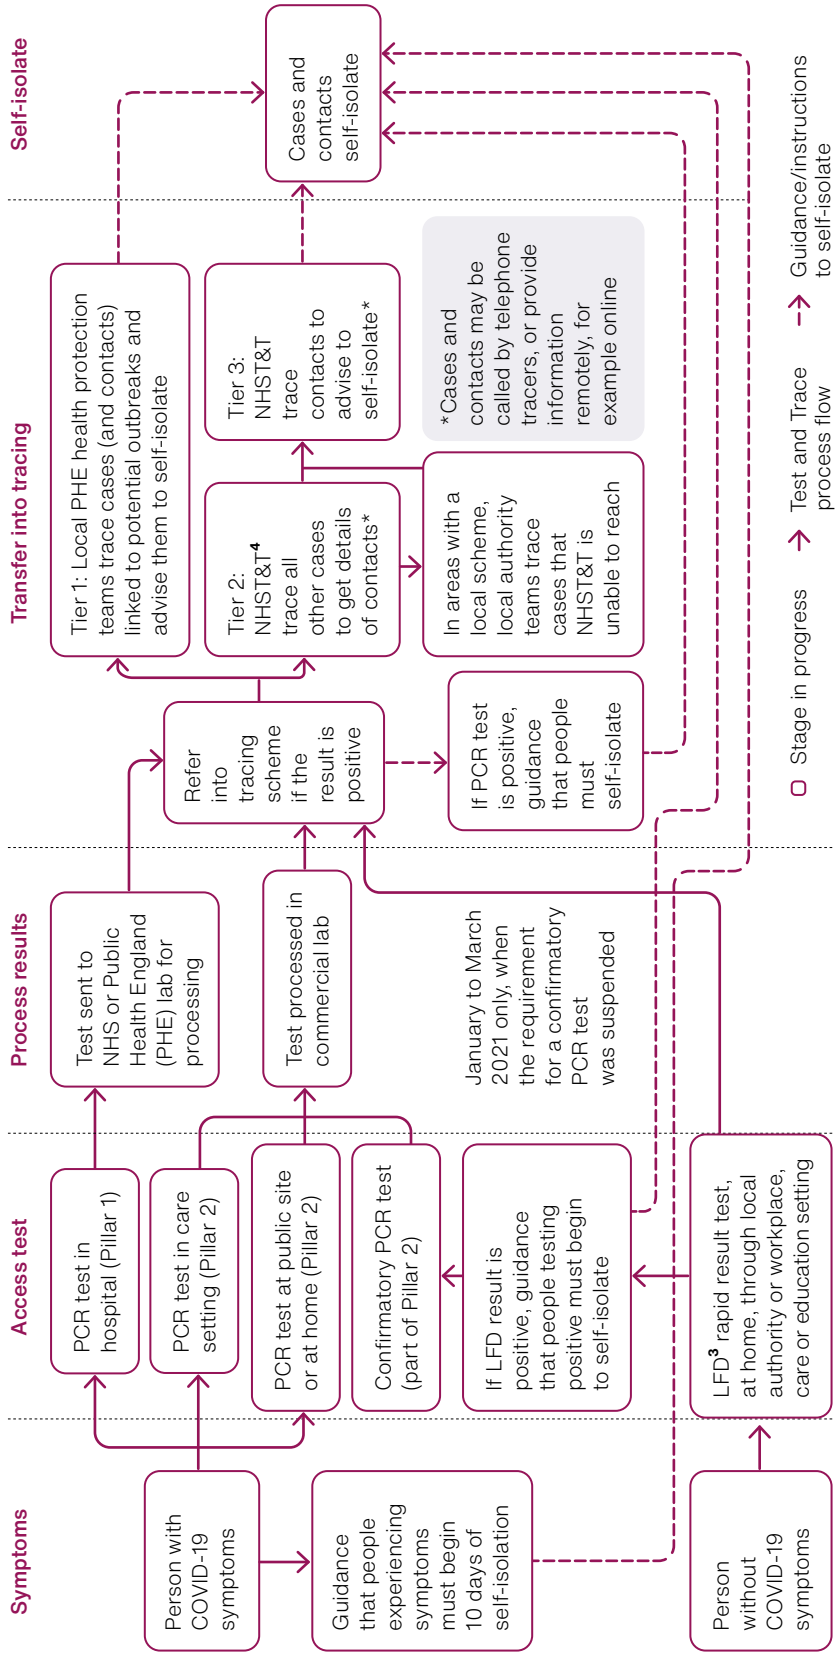 Symptoms
Access test
Process results
Transfer into tracing
Self-isolate
Person with
COVID-19
symptoms
Guidance
that people
experiencing
symptoms
must begin
10 days of
self-isolation
Person
without
COVID-19
symptoms
PCR test in
hospital (Pillar 1)
PCR test in care
setting (Pillar 2)
PCR test at public site
or at home (Pillar 2)
Confirmatory PCR test
(part of Pillar 2)
If LFD result is
positive, guidance
that people testing
positive must begin
to self-isolate
LFD³ rapid result test,
at home, through local
authority or workplace,
care or education setting
Test sent to
NHS or Public
Health England
(PHE) lab for
processing
Test processed in
commercial lab
January to March
2021 only, when
the requirement
for a confirmatory
PCR test
was suspended
Refer
into
tracing
scheme
if the
result is
positive
If PCR test
is positive,
guidance
that people
must
self-isolate
Tier 1: Local PHE health protection
teams trace cases (and contacts)
linked to potential outbreaks and
advise them to self-isolate
Tier 2:
NHST&T⁴
trace all
other cases
to get details
of contacts*
In areas with a
local scheme,
local authority
teams trace
cases that
NHST&T is
unable to reach
Tier 3:
NHST&T
trace
contacts to
advise to
self-isolate*
*Cases and
contacts may be
called by telephone
tracers, or provide
information
remotely, for
example online
Cases and
contacts
self-isolate
Stage in progress
Test and Trace
process flow
Guidance/instructions
to self-isolate